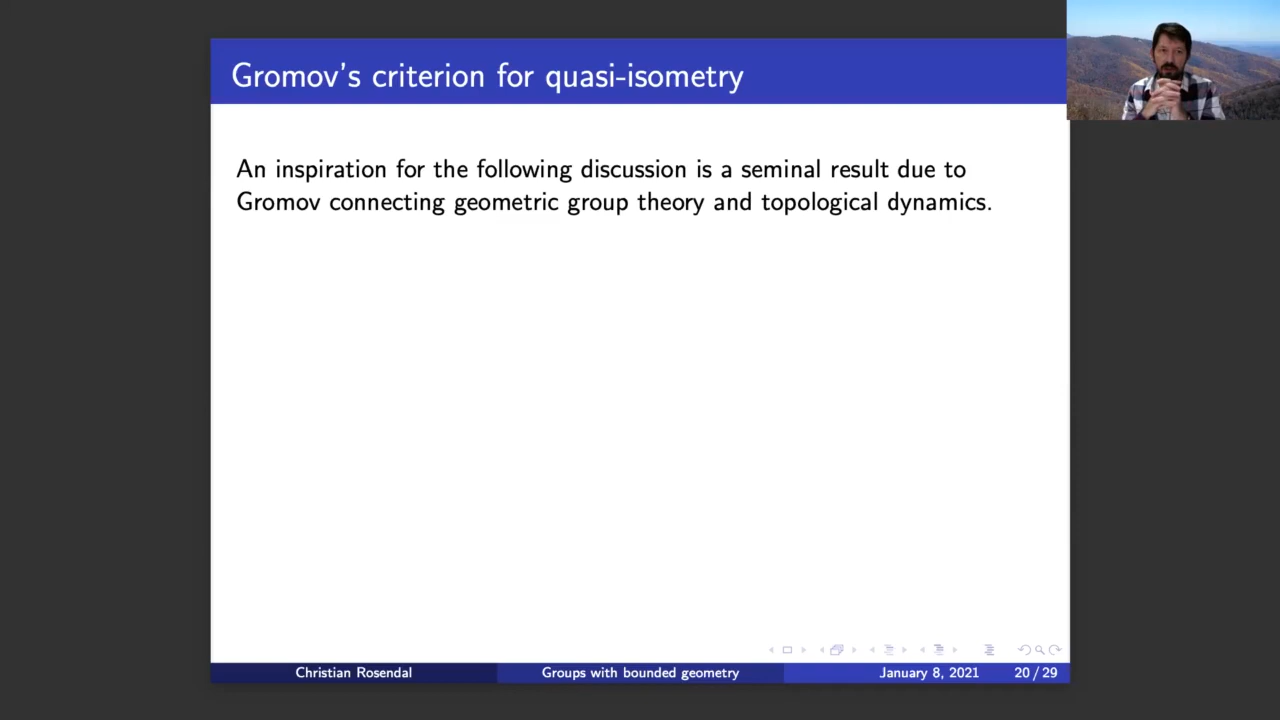 Gromov's criterion for quasi-isometry
An inspiration for the following discussion is a seminal result due to
Gromov connecting geometric group theory and topological dynamics.
Christian Rosendal
Groups with bounded geometry
January 8, 2021
20 / 29